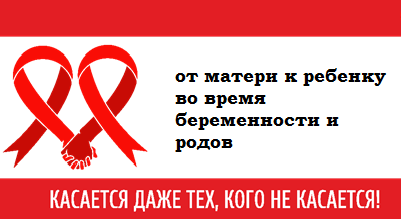 от матери к ребенку
во время
беременности и
родов
КАСАЕТСЯ ДАЖЕ ТЕХ, КОГО НЕ КАСАЕТСЯ!